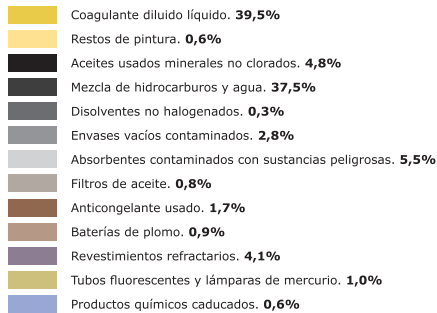 Coagulante diluido líquido. 39,5%
Restos de pintura. 0,6%
Aceites usados minerales no clorados. 4,8%
Mezcla de hidrocarburos y agua. 37,5%
Disolventes no halogenados. 0,3%
Envases vacíos contaminados. 2,8%
Absorbentes contaminados con sustancias peligrosas. 5,5%
Filtros de aceite. 0,8%
Anticongelante usado. 1,7%
Baterías de plomo. 0,9%
Revestimientos refractarios. 4,1%
Tubos fluorescentes y lámparas de mercurio. 1,0%
Productos químicos caducados. 0,6%